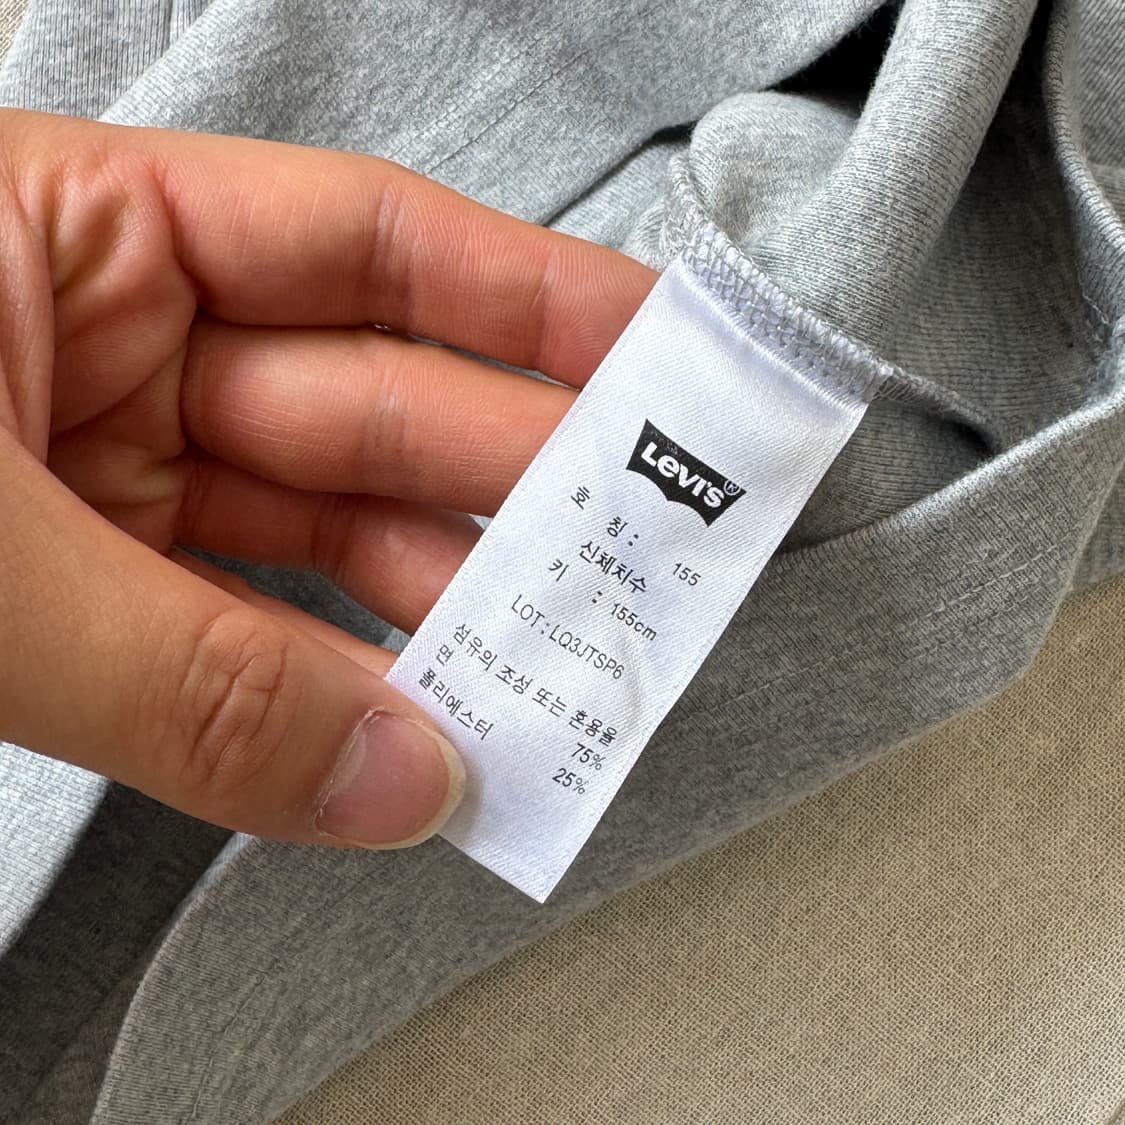 Levi's®
호 칭 : 155
신체치수
키 : 155cm
LOT:LQ3JTSP6
섬유의 조성 또는 혼용율
면 75%
폴리에스터 25%